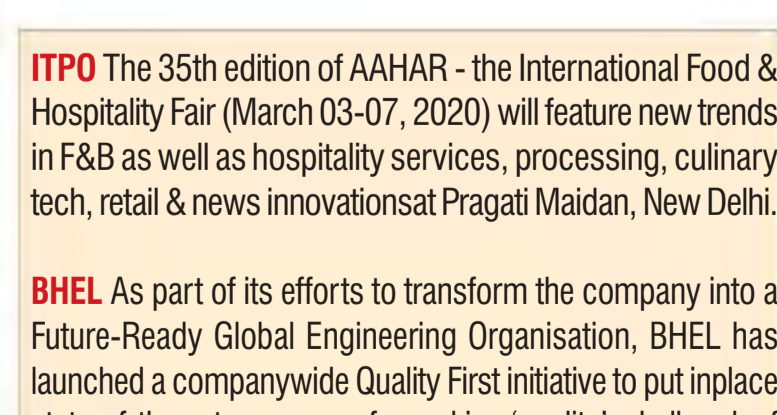 ITPO The 35th edition of AAHAR - the International Food &
Hospitality Fair (March 03-07, 2020) will feature new trends
in F&B as well as hospitality services, processing, culinary
tech, retail & news innovationsat Pragati Maidan, New Delhi.
BHEL As part of its efforts to transform the company into a
Future-Ready Global Engineering Organisation, BHEL has
launched a companywide Quality First initiative to put inplace